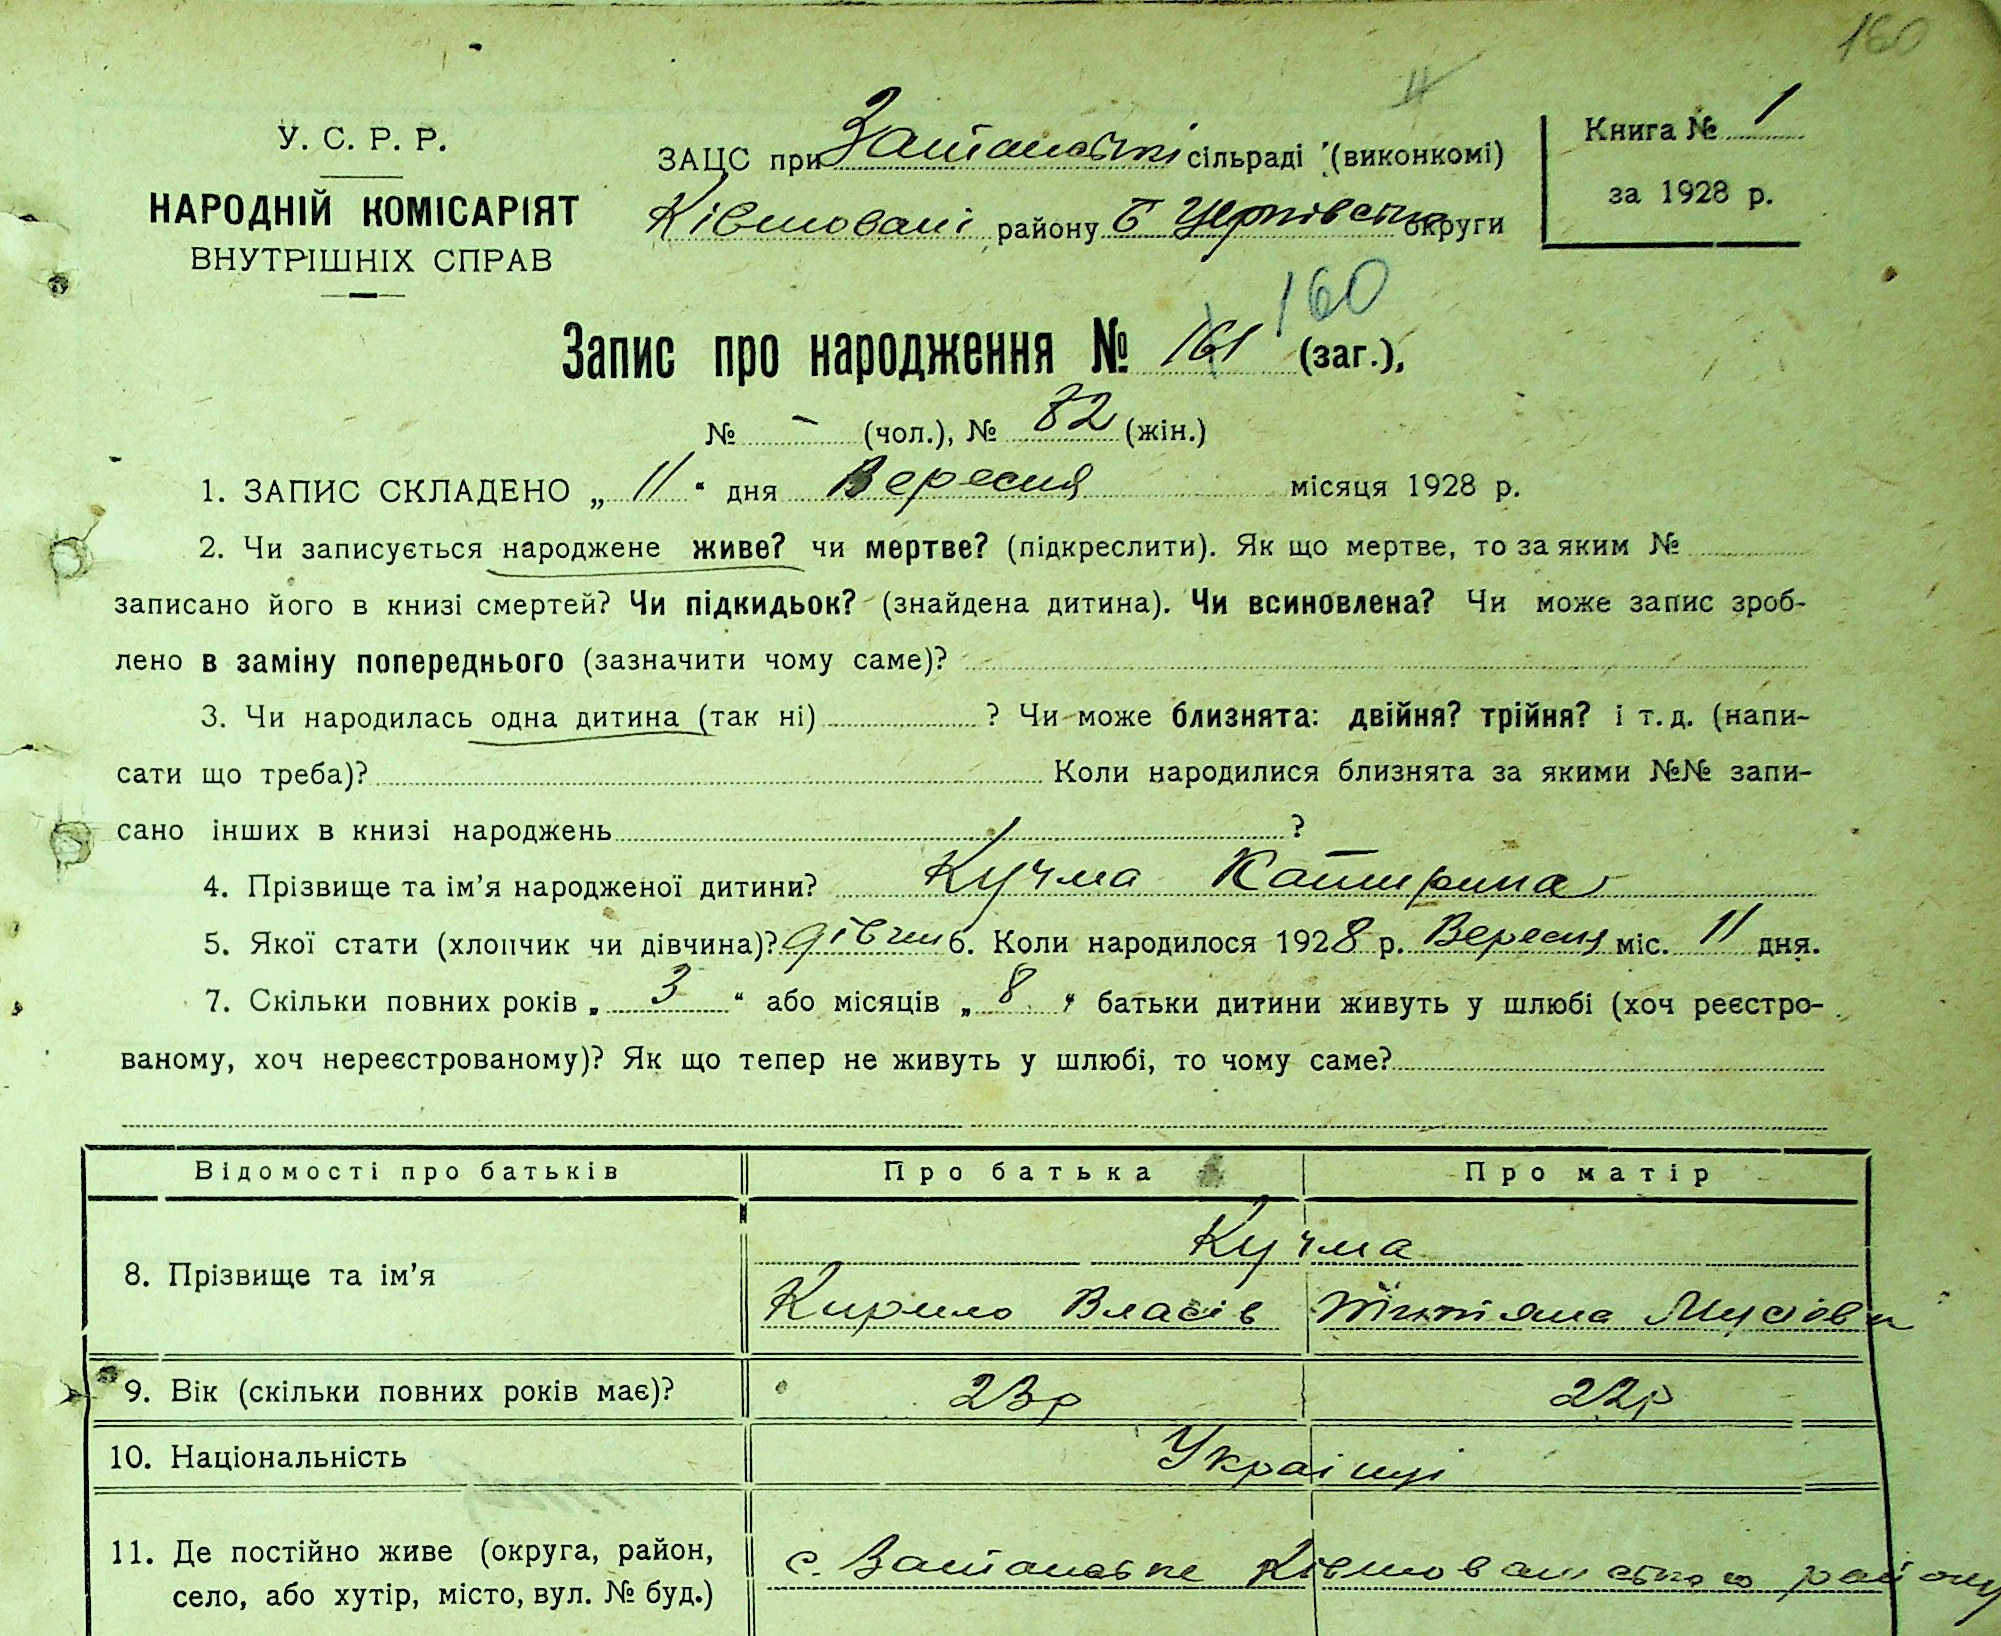 160
У. С. Р. Р.
НАРОДНІЙ КОМІСАРІЯТ
ВНУТРІШНІХ СПРАВ
ЗАЦС при сільраді (виконкомі)
району Б Церківської округи
Книга № 1
за 1928 р.
160
Запис про народження № 161 (заг.),
№ – (чол.), № 82 (жін.)
1. ЗАПИС СКЛАДЕНО „ 11 “ дня Вересня місяця 1928 р.
2. Чи записується народжене живе? чи мертве? (підкреслити). Як що мертве, то за яким №
записано його в книзі смертей? Чи підкидьок? (знайдена дитина). Чи всиновлена? Чи може запис зроб-
лено в заміну попереднього (зазначити чому саме)?
3. Чи народилась одна дитина (так ні) ? Чи може близнята: двійня? трійня? і т. д. (напи-
сати що треба)? Коли народилися близнята за якими №№ запи-
сано інших в книзі народжень ?
4. Прізвище та ім’я народженої дитини? Кучма Катирина
5. Якої стати (хлопчик чи дівчина)? дівчин 6. Коли народилося 1928 р. Вересня міс. 11 дня.
7. Скільки повних років „ 3 “ або місяців „ 8 “ батьки дитини живуть у шлюбі (хоч реєстро-
ваному, хоч нереєстрованому)? Як що тепер не живуть у шлюбі, то чому саме?
Відомості про батьків Про батька Про матір
8. Прізвище та ім’я Кучма
Кирило Власів Тітяна Мусіовн
9. Вік (скільки повних років має)? 23р 22р
10. Національність Українці
11. Де постійно живе (округа, район,
село, або хутір, місто, вул. № буд.) с. району